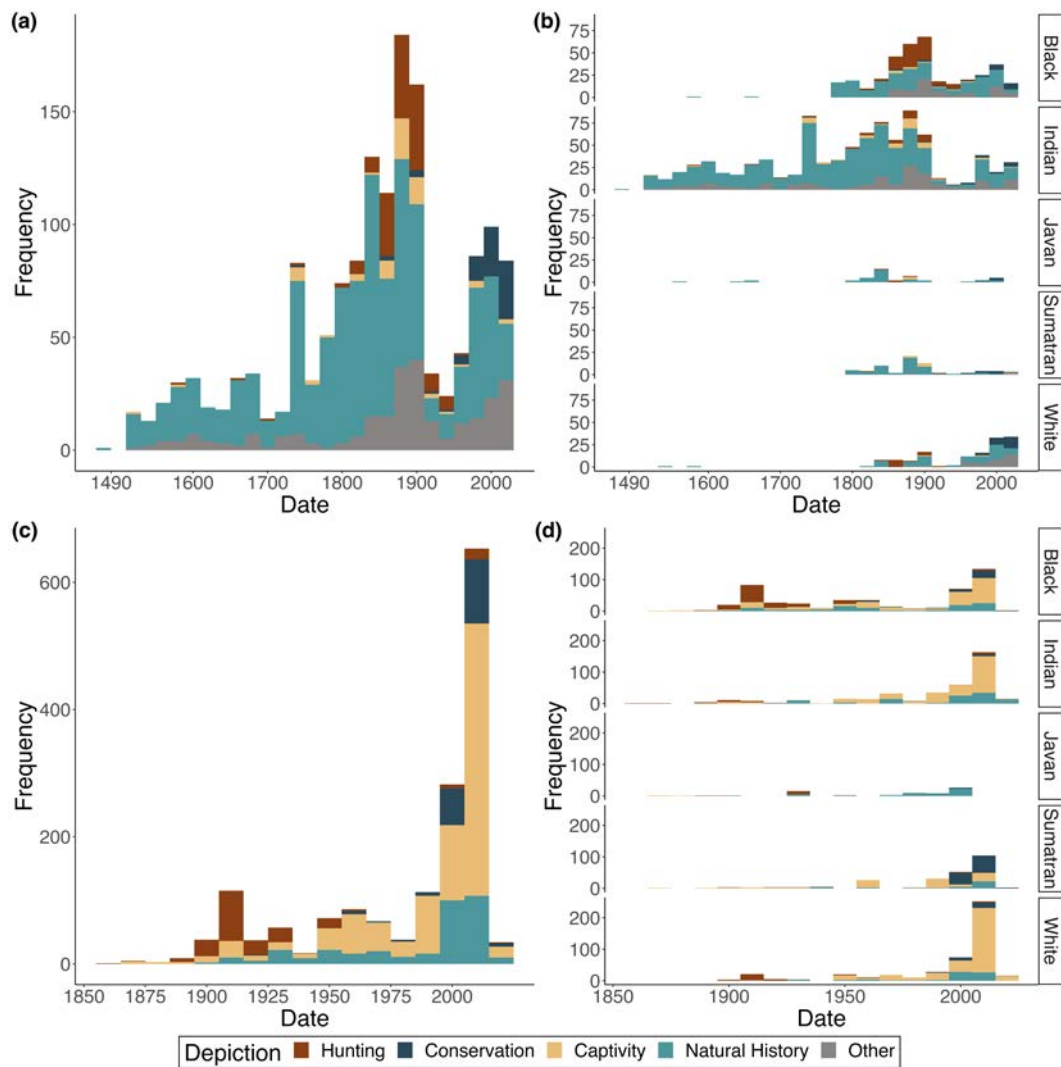 (a)
150
100
50
0
Frequency
1490 1600 1700 1800 1900 2000
Date
(b)
75
50
25
0
Black
75
50
25
0
Indian
75
50
25
0
Javan
75
50
25
0
Sumatran
75
50
25
0
White
Frequency
1490 1600 1700 1800 1900 2000
Date
(c)
600
400
200
0
Frequency
1850 1875 1900 1925 1950 1975 2000
Date
(d)
200
100
0
Black
200
100
0
Indian
200
100
0
Javan
200
100
0
Sumatran
200
100
0
White
Frequency
1850 1900 1950 2000
Date
Depiction Hunting Conservation Captivity Natural History Other